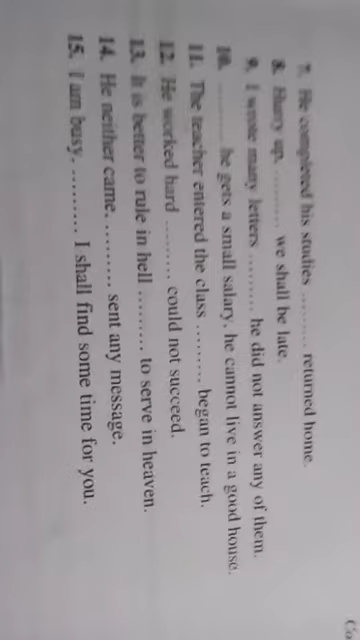 7. He completed his studies ......... returned home.
8. Hurry up, ......... we shall be late.
9. I wrote many letters ......... he did not answer any of them.
10. ......... he gets a small salary, he cannot live in a good house.
11. The teacher entered the class ......... began to teach.
12. He worked hard ......... could not succeed.
13. It is better to rule in hell ......... to serve in heaven.
14. He neither came, ......... sent any message.
15. I am busy, ......... I shall find some time for you.